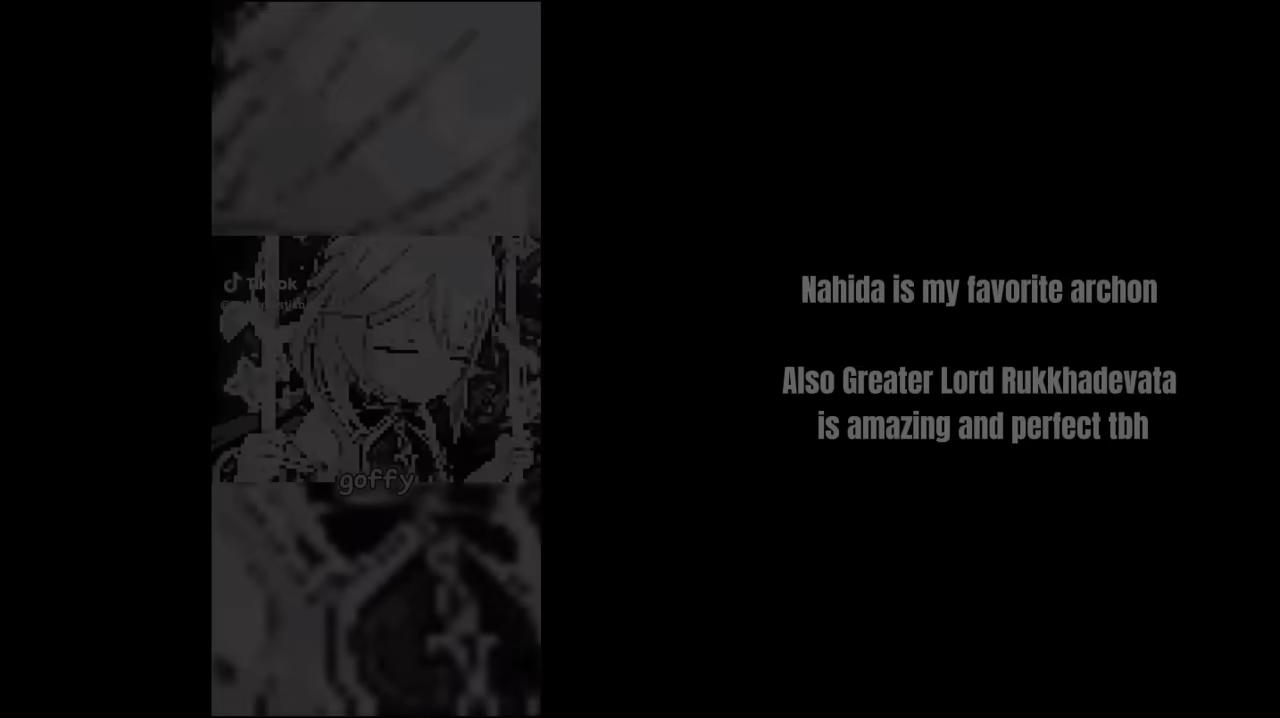 TikTok
goffy
Nahida is my favorite archon
Also Greater Lord Rukkhadevata
is amazing and perfect tbh